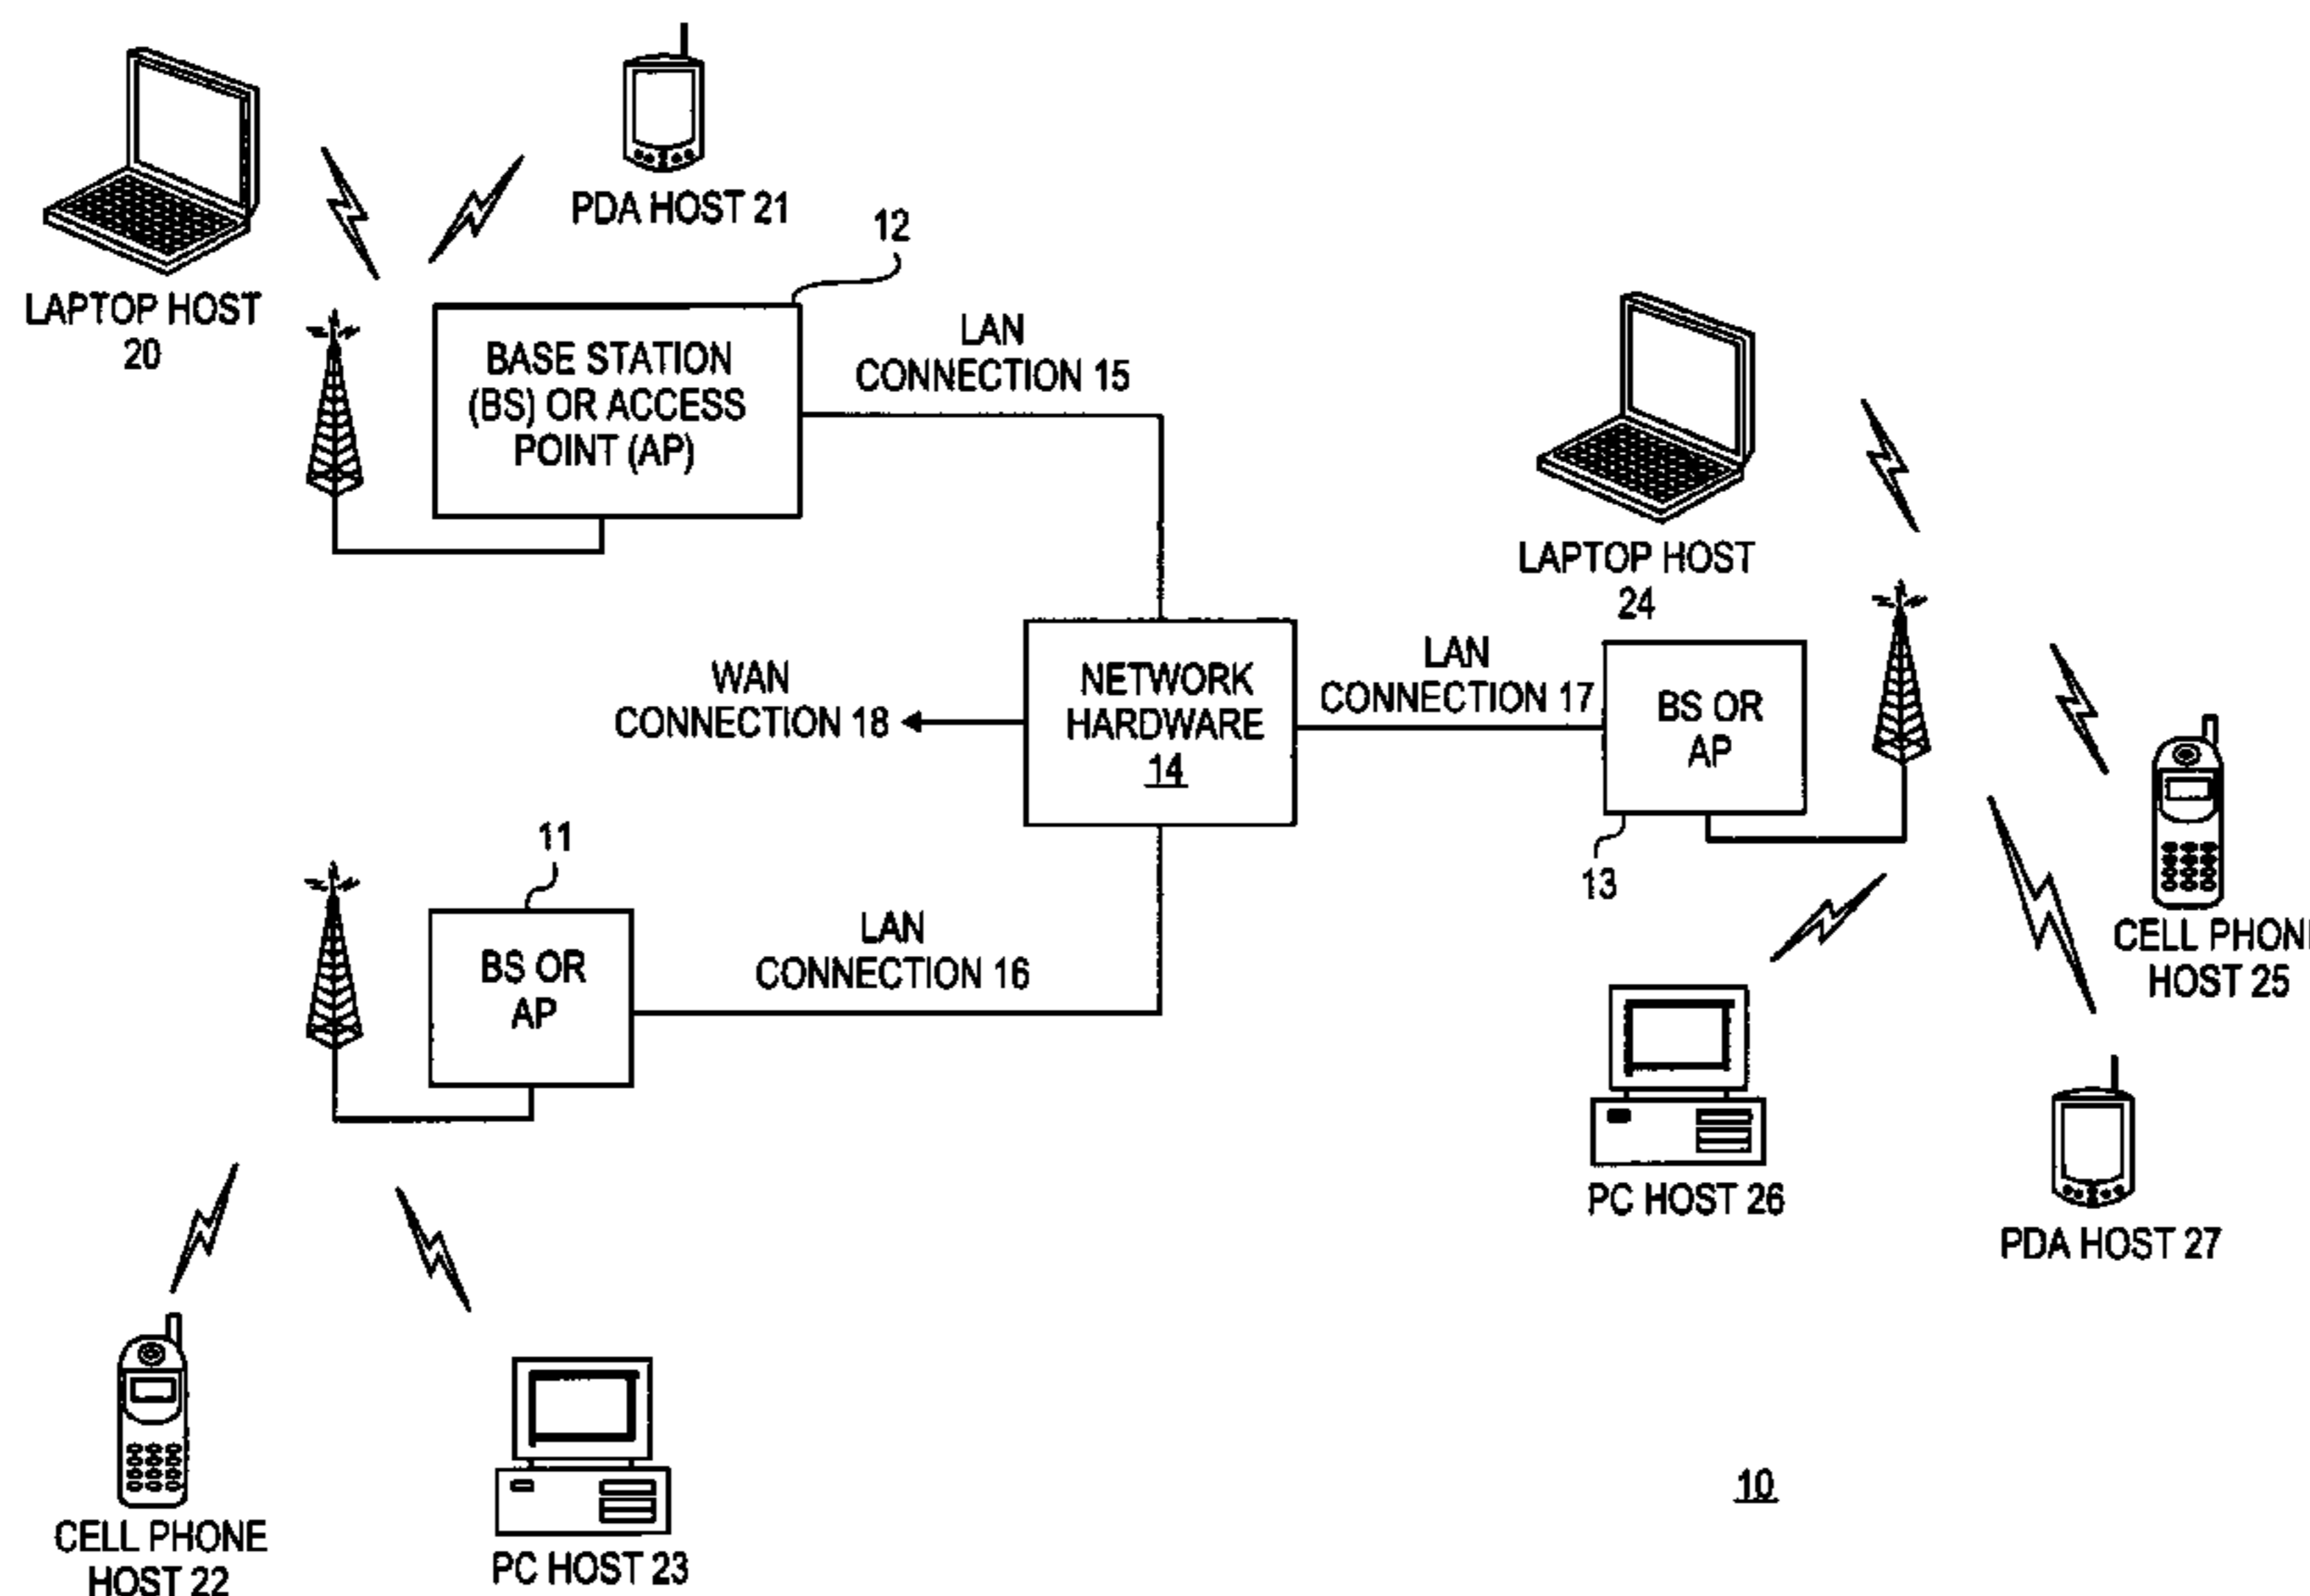 PDA HOST 21
LAPTOP HOST
20
12
BASE STATION
(BS) OR ACCESS
POINT (AP)
LAN
CONNECTION 15
LAPTOP HOST
24
WAN
CONNECTION 18
NETWORK
HARDWARE
14
LAN
CONNECTION 17
BS OR
AP
13
CELL PHONE
HOST 25
11
BS OR
AP
LAN
CONNECTION 16
PC HOST 26
PDA HOST 27
CELL PHONE
HOST 22
PC HOST 23
10